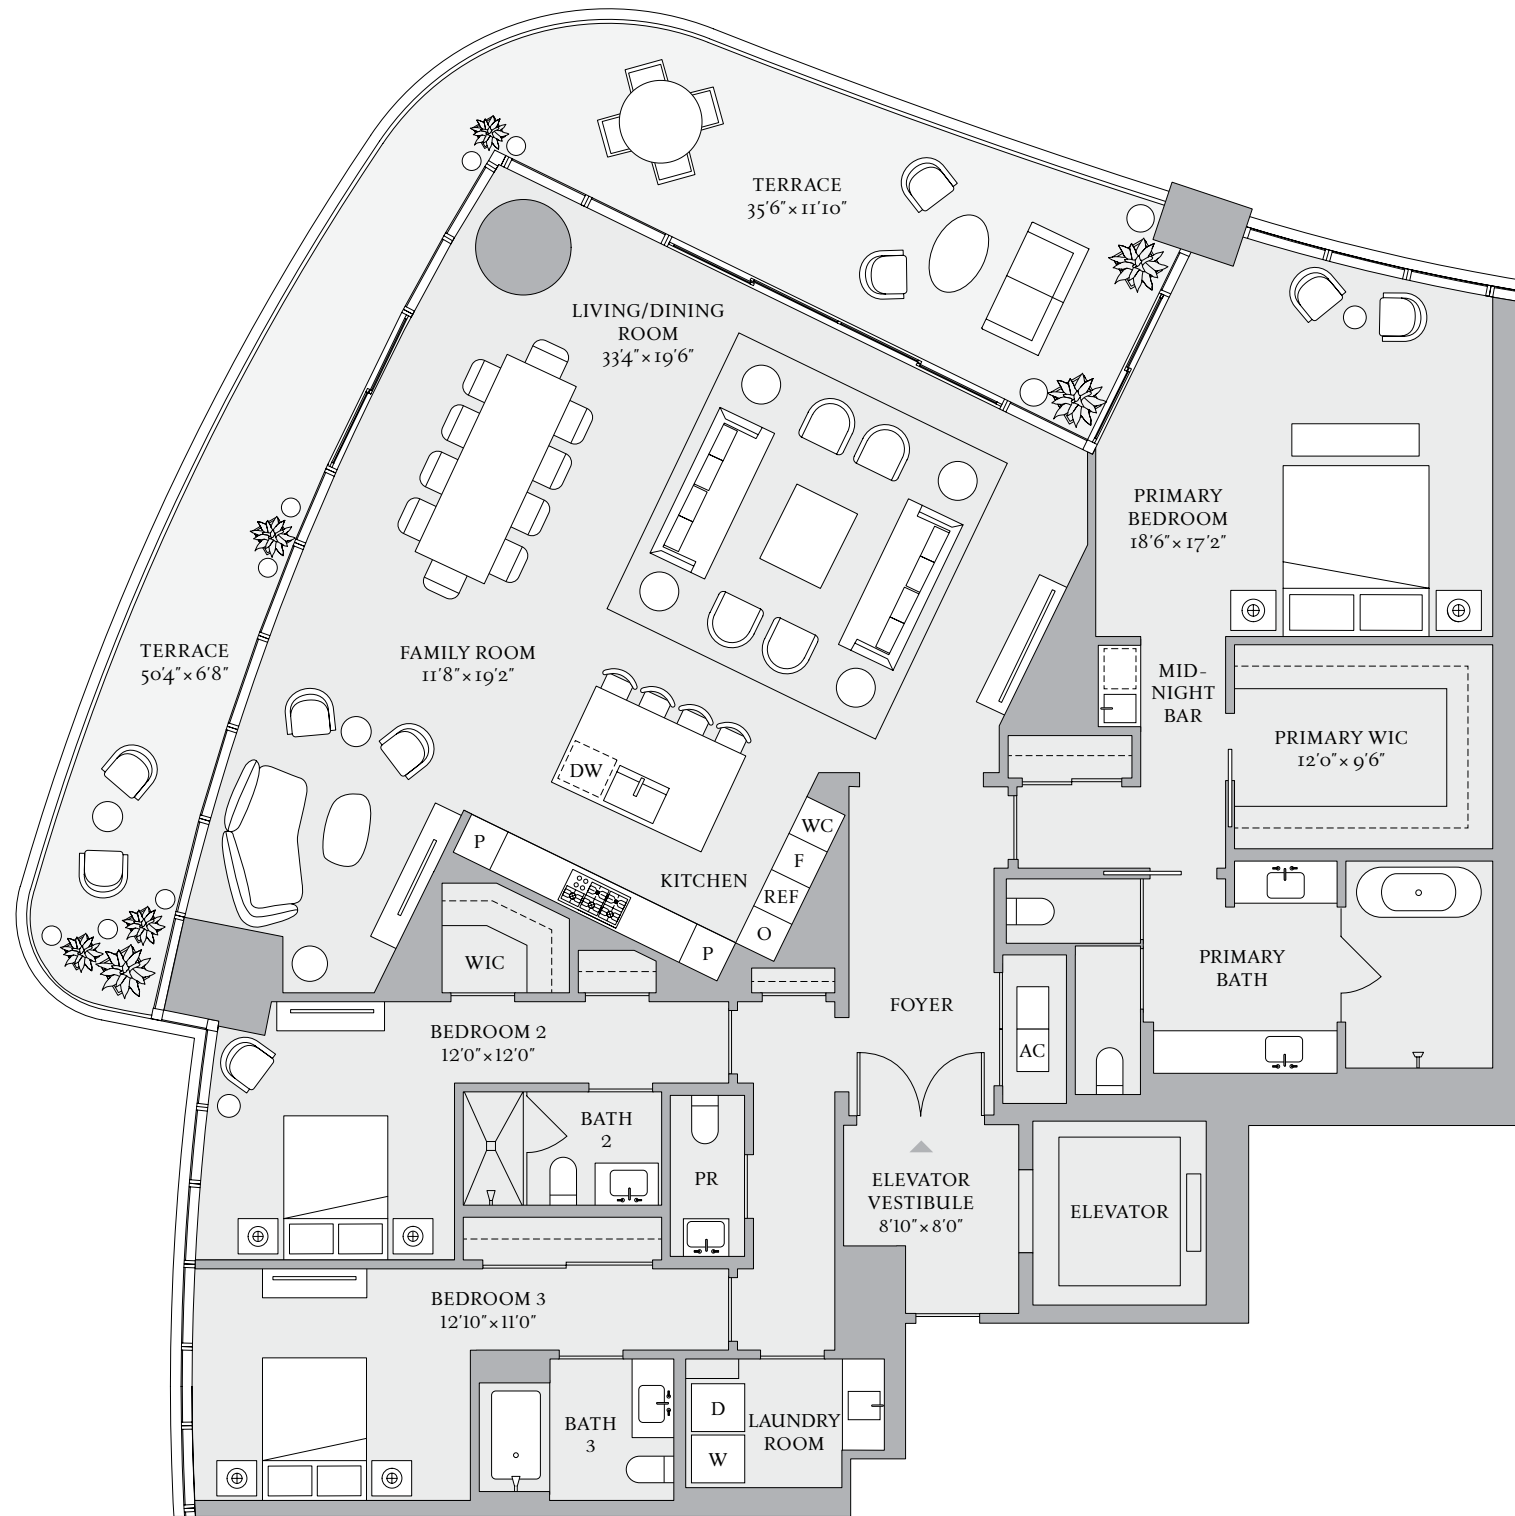 TERRACE
35'6"×11'10"
LIVING/DINING
ROOM
33'4"×19'6"
PRIMARY
BEDROOM
18'6"×17'2"
TERRACE
50'4"×6'8"
FAMILY ROOM
11'8"×19'2"
MID-
NIGHT
BAR
PRIMARY WIC
12'0"×9'6"
DW
WC
F
REF
O
P
KITCHEN
P
WIC
PRIMARY
BATH
FOYER
AC
BEDROOM 2
12'0"×12'0"
BATH
2
PR
ELEVATOR
VESTIBULE
8'10"×8'0"
ELEVATOR
BEDROOM 3
12'10"×11'0"
BATH
3
D
W
LAUNDRY
ROOM